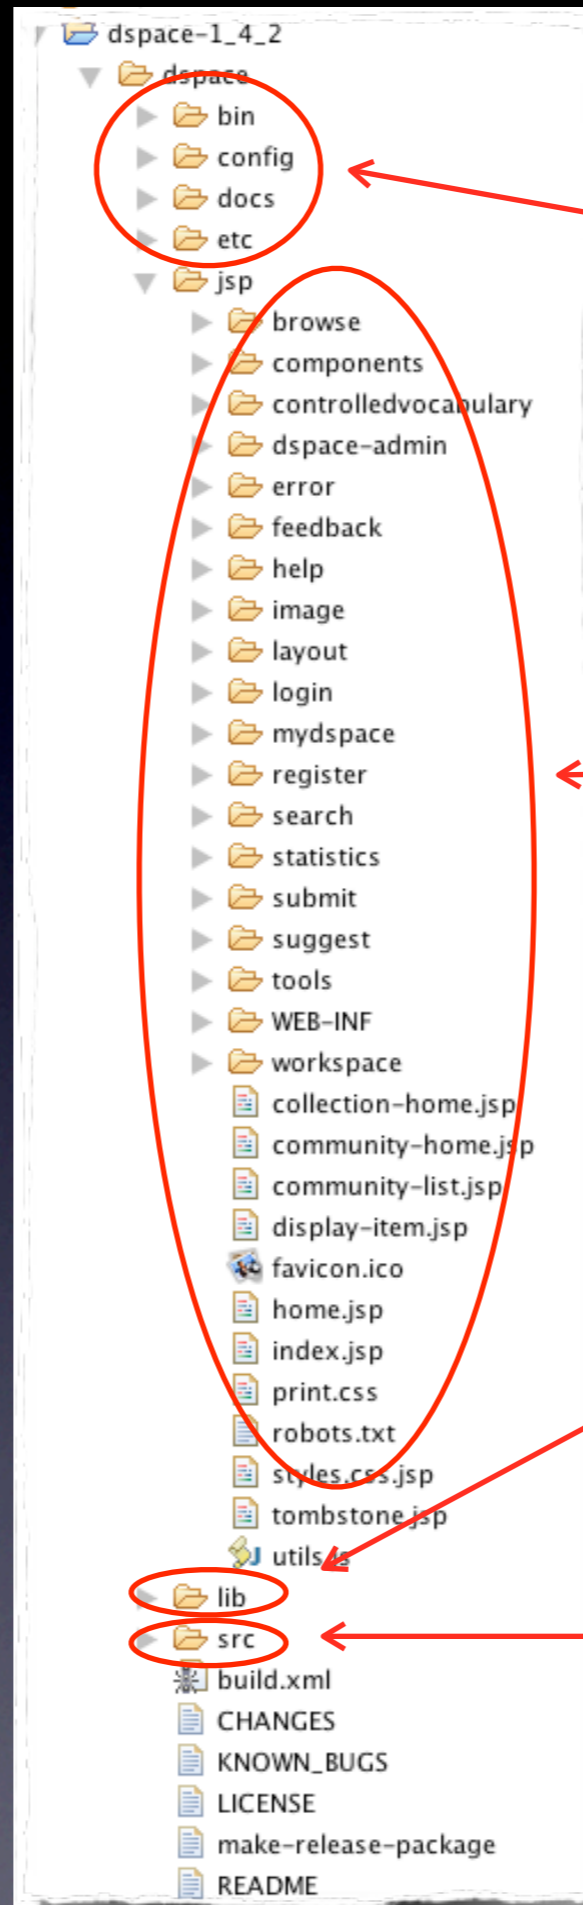 dspace-1_4_2
dspace
bin
config
docs
etc
jsp
browse
components
controlledvocabulary
dspace-admin
error
feedback
help
image
layout
login
mydspace
register
search
statistics
submit
suggest
tools
WEB-INF
workspace
collection-home.jsp
community-home.jsp
community-list.jsp
display-item.jsp
favicon.ico
home.jsp
index.jsp
print.css
robots.txt
styles.css.jsp
tombstone.jsp
utils.js
lib
src
build.xml
CHANGES
KNOWN_BUGS
LICENSE
make-release-package
README